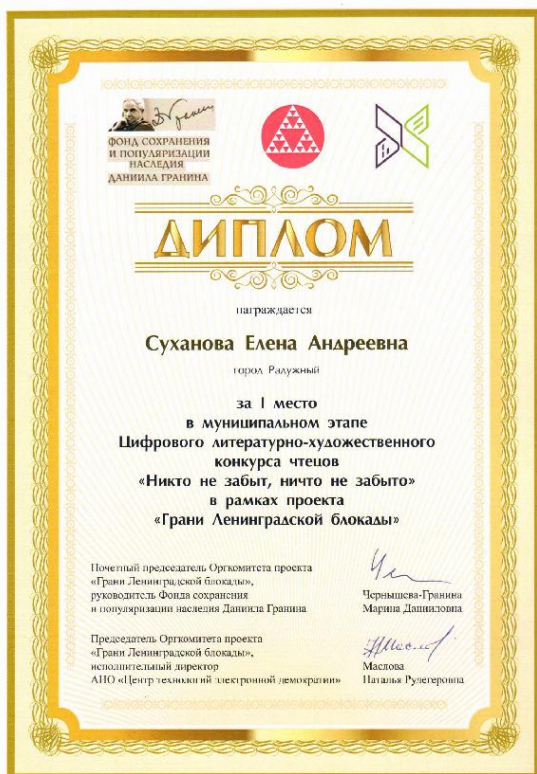 ФОНД СОХРАНЕНИЯ
И ПОПУЛЯРИЗАЦИИ
НАСЛЕДИЯ
ДАНИИЛА ГРАНИНА
ДИПЛОМ
награждается
Суханова Елена Андреевна
город Радужный
за I место
в муниципальном этапе
Цифрового литературно-художественного
конкурса чтецов
«Никто не забыт, ничто не забыто»
в рамках проекта
«Грани Ленинградской блокады»
Почетный председатель Оргкомитета проекта
«Грани Ленинградской блокады»,
руководитель Фонда сохранения
и популяризации наследия Даниила Гранина
Чернышева-Гранина
Марина Данииловна
Председатель Оргкомитета проекта
«Грани Ленинградской блокады»,
исполнительный директор
АНО «Центр технологий электронной демократии»
Маслова
Наталья Рулегеровна